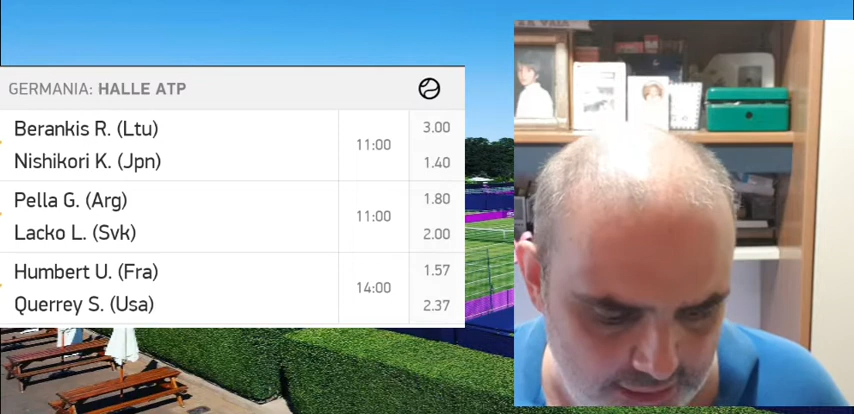 GERMANIA: HALLE ATP
Berankis R. (Ltu)
11:00
3.00
Nishikori K. (Jpn)
1.40
Pella G. (Arg)
11:00
1.80
Lacko L. (Svk)
2.00
Humbert U. (Fra)
14:00
1.57
Querrey S. (Usa)
2.37